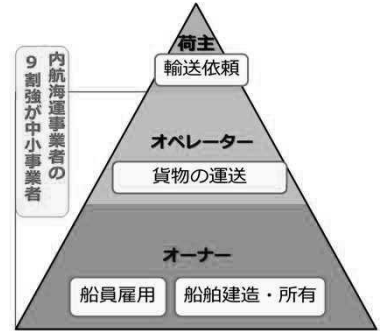 荷主
輸送依頼
内航海運事業者の
9割強が中小事業者
オペレーター
貨物の運送
オーナー
船員雇用
船舶建造・所有